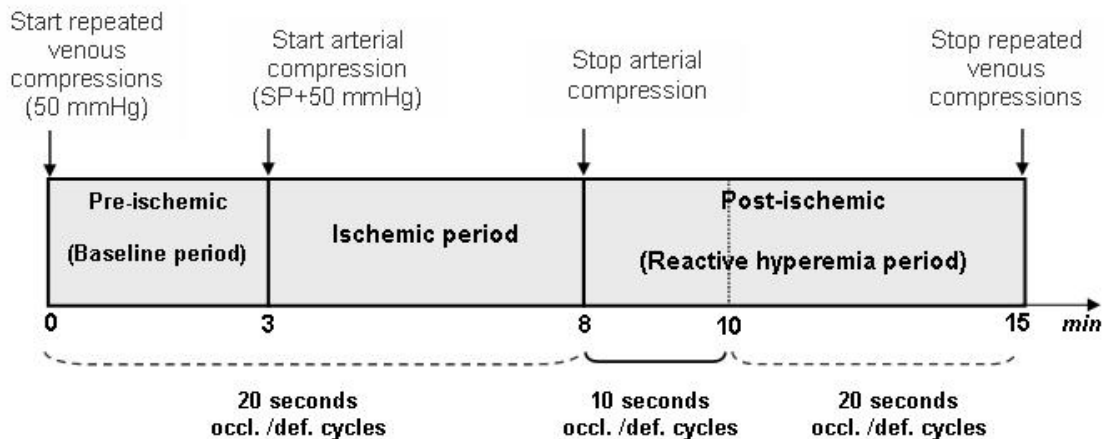 Start repeated
venous
compressions
(50 mmHg)
Start arterial
compression
(SP+50 mmHg)
Stop arterial
compression
Stop repeated
venous
compressions
Pre-ischemic
(Baseline period)
Ischemic period
Post-ischemic
(Reactive hyperemia period)
0
3
8
10
15
min
20 seconds
occl. /def. cycles
10 seconds
occl. /def. cycles
20 seconds
occl. /def. cycles